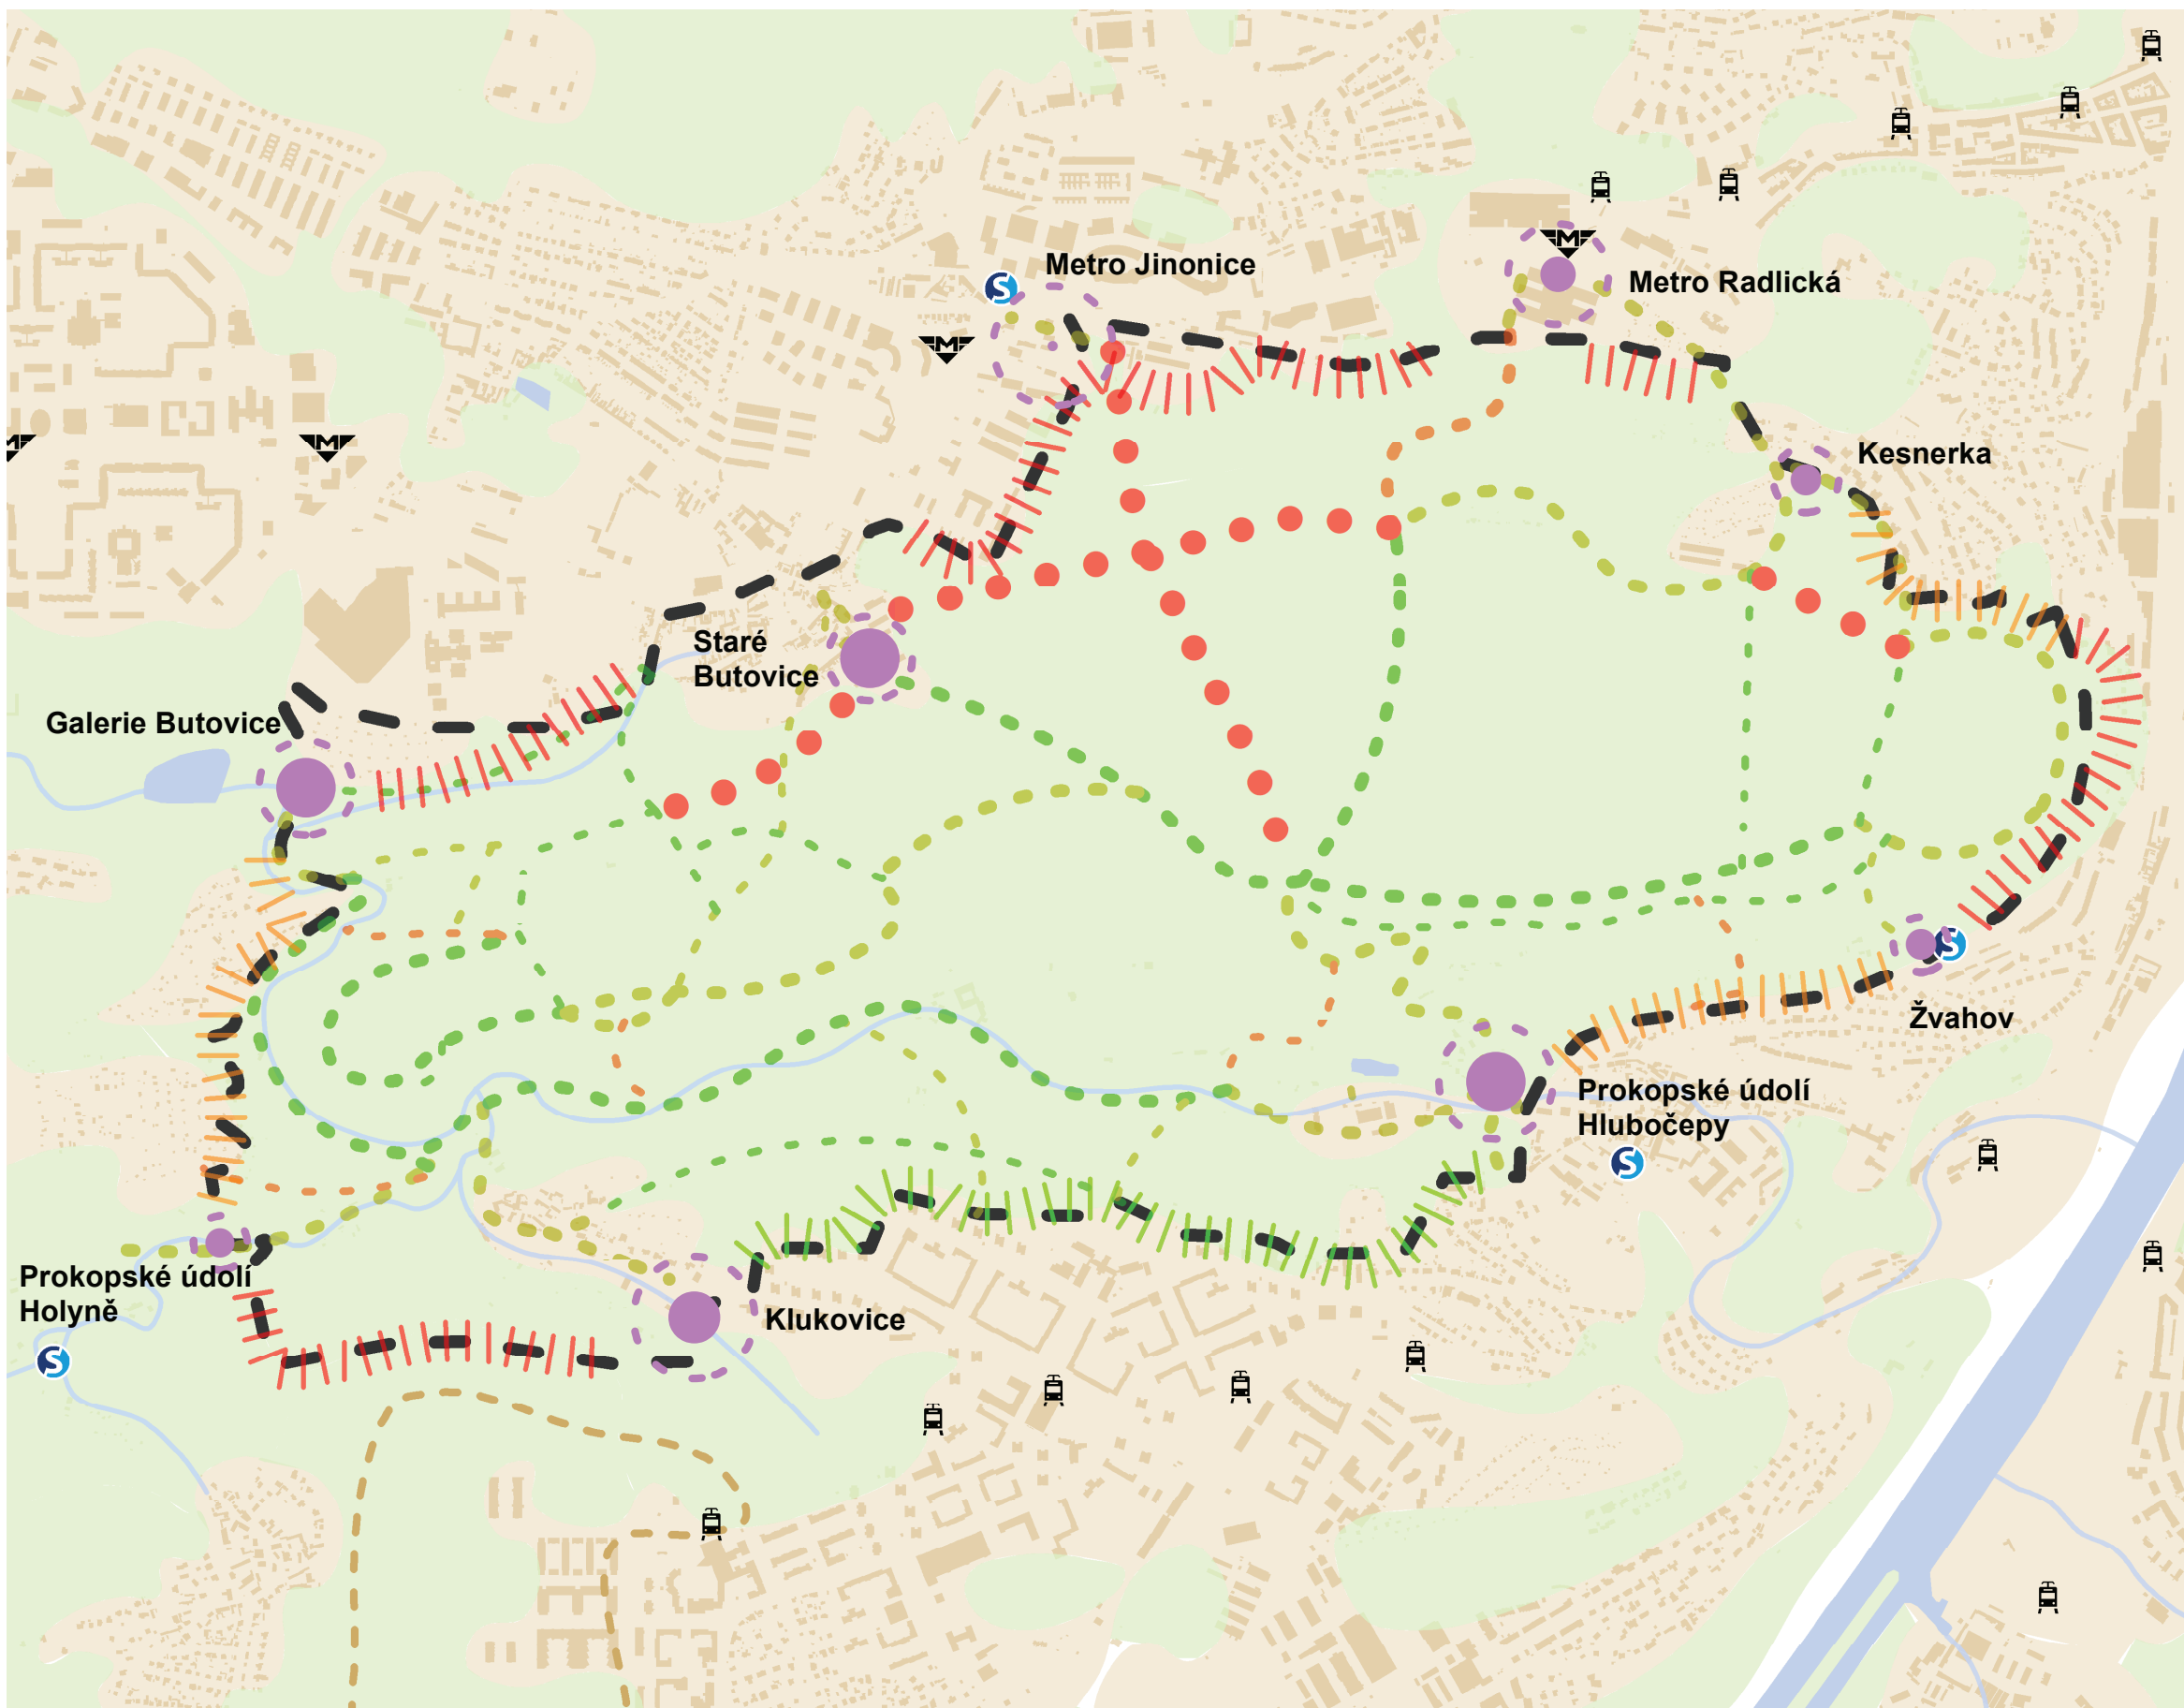 Metro Jinonice
Metro Radlická
Kesnerka
Staré
Butovice
Galerie Butovice
Žvahov
Prokopské údolí
Hlubočepy
Prokopské údolí
Holyně
Klukovice